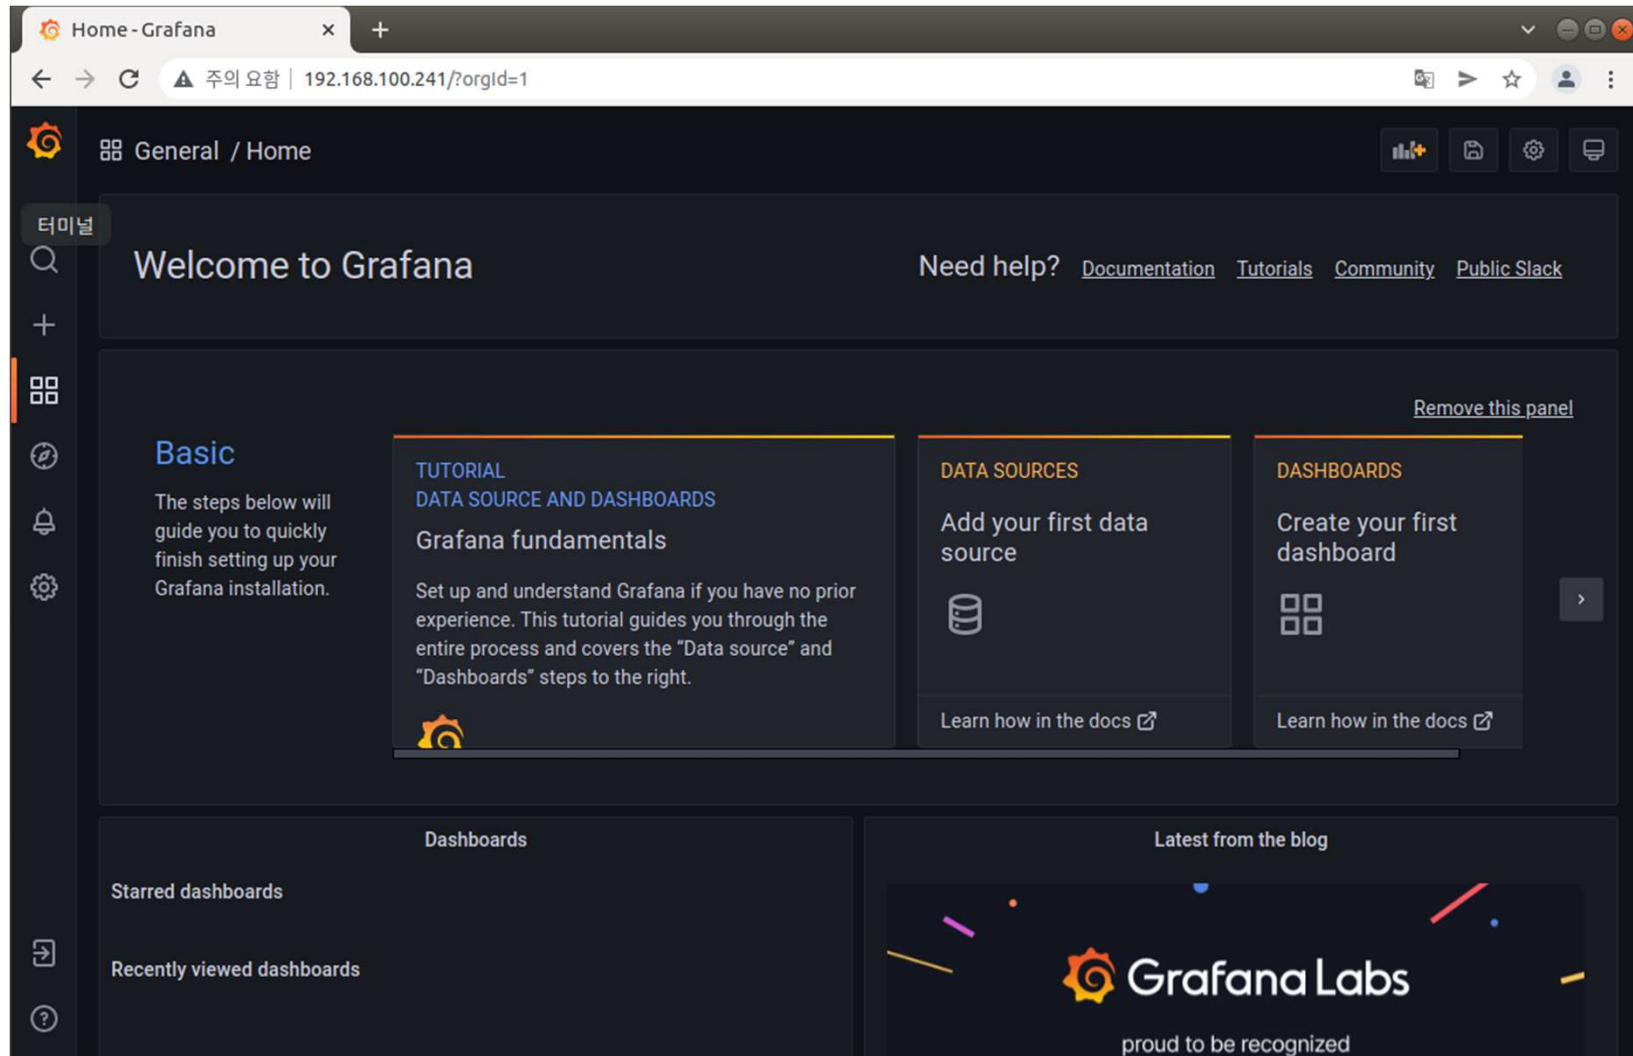 Home - Grafana
주의 요함 | 192.168.100.241/?orgId=1
General / Home
터미널
Welcome to Grafana
Need help? Documentation Tutorials Community Public Slack
Remove this panel
Basic
The steps below will
guide you to quickly
finish setting up your
Grafana installation.
TUTORIAL
DATA SOURCE AND DASHBOARDS
Grafana fundamentals
Set up and understand Grafana if you have no prior
experience. This tutorial guides you through the
entire process and covers the “Data source” and
“Dashboards” steps to the right.
DATA SOURCES
Add your first data
source
Learn how in the docs
DASHBOARDS
Create your first
dashboard
Learn how in the docs
Dashboards
Starred dashboards
Recently viewed dashboards
Latest from the blog
Grafana Labs
proud to be recognized